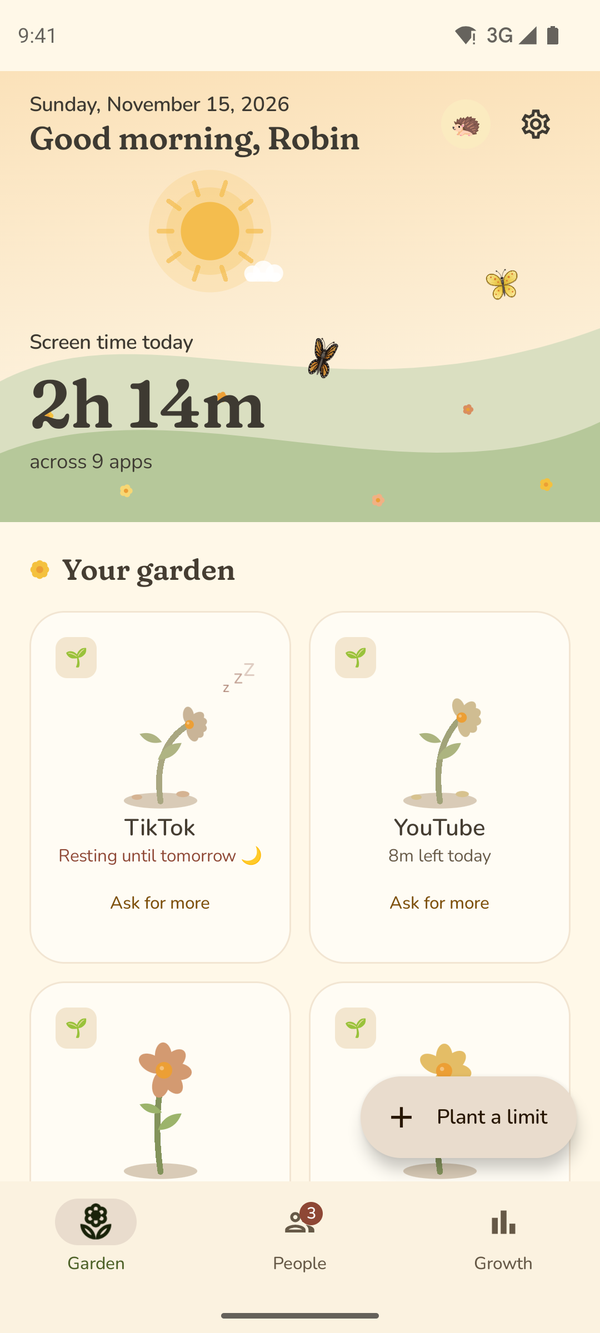 9:41
3G
Sunday, November 15, 2026
Good morning, Robin
Screen time today
2h 14m
across 9 apps
Your garden
z z Z
TikTok
Resting until tomorrow 🌙
Ask for more
YouTube
8m left today
Ask for more
+ Plant a limit
Garden
3
People
Growth